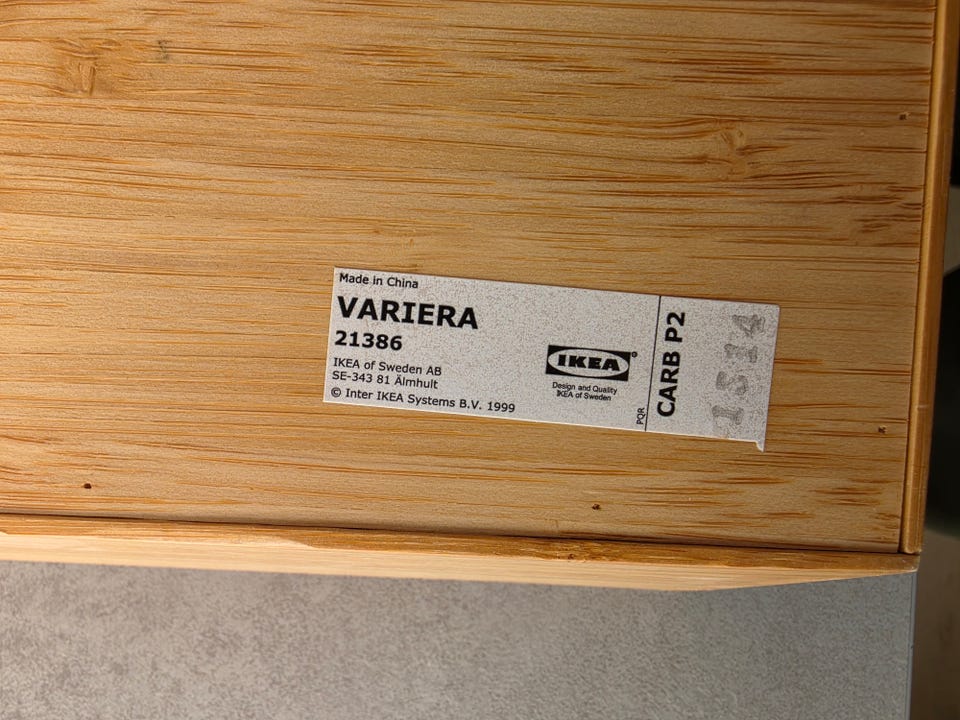 Made in China
VARIERA
21386
IKEA of Sweden AB
SE-343 81 Älmhult
© Inter IKEA Systems B.V. 1999
IKEA
Design and Quality
IKEA of Sweden
PQR
CARB P2
1514